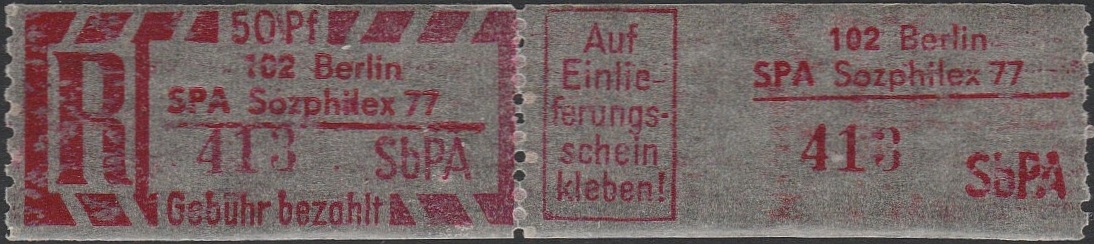 50 Pf
R
102 Berlin
SPA Sozphilex 77
413 SbPA
Gebühr bezahlt
Auf
Einlie-
ferungs-
schein
kleben!
102 Berlin
SPA Sozphilex 77
413
SbPA